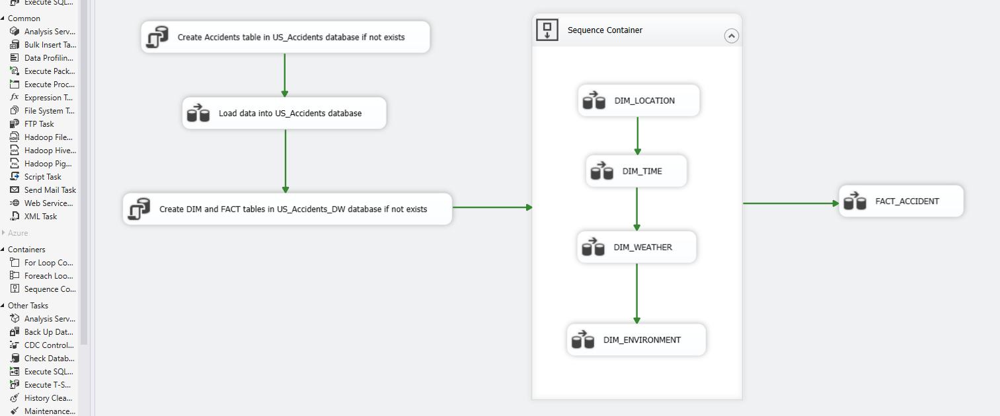 Execute SQL...
Common
Analysis Serv...
Bulk Insert Ta...
Data Profilin...
Execute Pack...
Execute Proc...
fx Expression T...
File System T...
FTP Task
Hadoop File...
Hadoop Hive...
Hadoop Pig...
Script Task
Send Mail Task
Web Service...
XML Task
Azure
Containers
For Loop Co...
Foreach Loo...
Sequence Co...
Other Tasks
Analysis Serv...
Back Up Dat...
CDC Control...
Check Datab...
Execute SQL...
Execute T-S...
History Clea...
Maintenance...
Create Accidents table in US_Accidents database if not exists
Load data into US_Accidents database
Create DIM and FACT tables in US_Accidents_DW database if not exists
Sequence Container
DIM_LOCATION
DIM_TIME
DIM_WEATHER
DIM_ENVIRONMENT
FACT_ACCIDENT